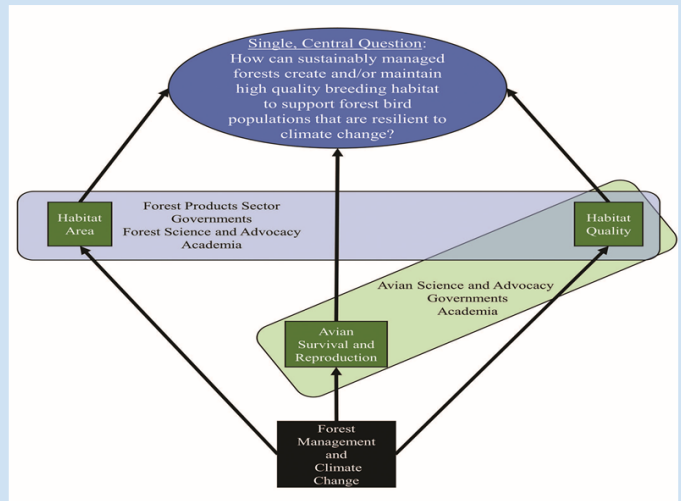 Single, Central Question:
How can sustainably managed
forests create and/or maintain
high quality breeding habitat
to support forest bird
populations that are resilient to
climate change?
Forest Products Sector
Governments
Forest Science and Advocacy
Academia
Habitat
Area
Habitat
Quality
Avian Science and Advocacy
Governments
Academia
Avian
Survival and
Reproduction
Forest
Management
and
Climate
Change